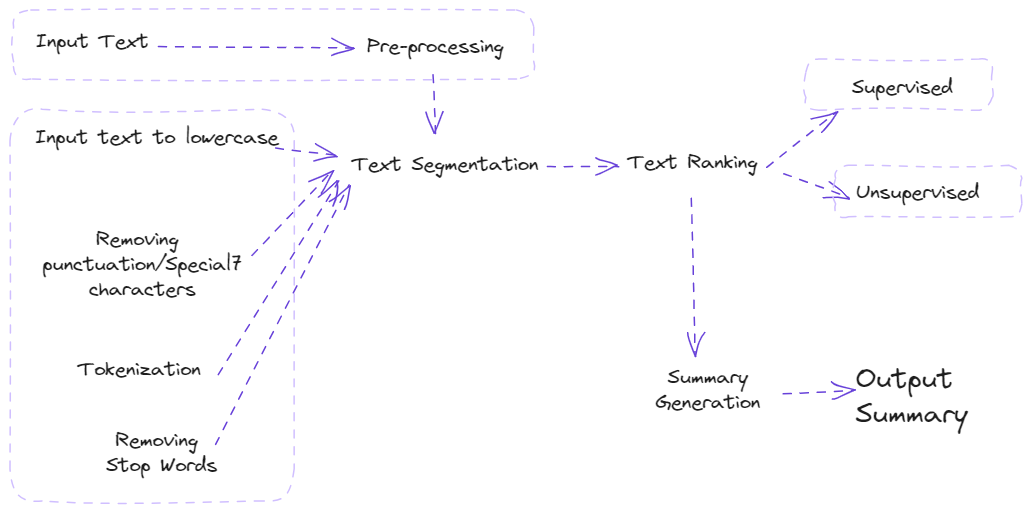 Input Text
Pre-processing
Supervised
Input text to lowercase
Text Segmentation
Text Ranking
Unsupervised
Removing
punctuation/Special7
characters
Tokenization
Summary
Generation
Output
Summary
Removing
Stop Words